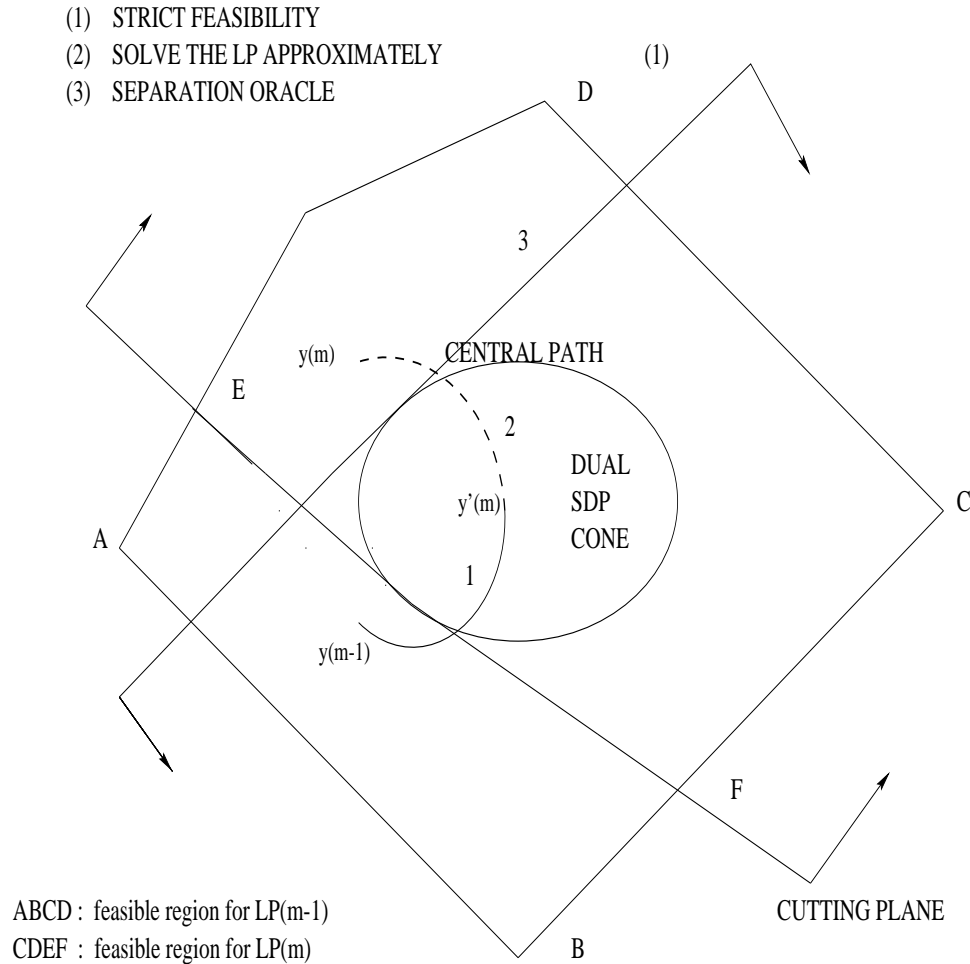 (1) STRICT FEASIBILITY
(2) SOLVE THE LP APPROXIMATELY
(3) SEPARATION ORACLE
(1)
D
3
y(m)
CENTRAL PATH
E
2
DUAL
SDP
CONE
y'(m)
C
A
1
y(m-1)
F
ABCD : feasible region for LP(m-1)
CUTTING PLANE
CDEF : feasible region for LP(m)
B